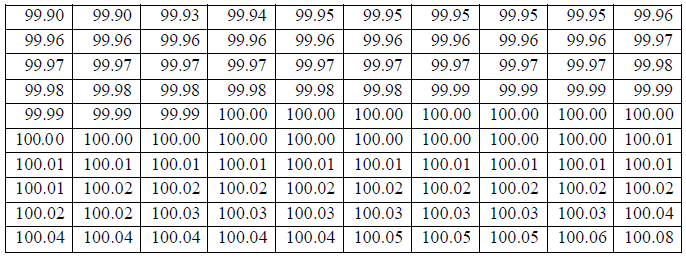 99.90 99.90 99.93 99.94 99.95 99.95 99.95 99.95 99.95 99.96
99.96 99.96 99.96 99.96 99.96 99.96 99.96 99.96 99.96 99.97
99.97 99.97 99.97 99.97 99.97 99.97 99.97 99.97 99.97 99.98
99.98 99.98 99.98 99.98 99.98 99.98 99.99 99.99 99.99 99.99
99.99 99.99 99.99 100.00 100.00 100.00 100.00 100.00 100.00 100.00
100.00 100.00 100.00 100.00 100.00 100.00 100.00 100.00 100.00 100.01
100.01 100.01 100.01 100.01 100.01 100.01 100.01 100.01 100.01 100.01
100.01 100.02 100.02 100.02 100.02 100.02 100.02 100.02 100.02 100.02
100.02 100.02 100.03 100.03 100.03 100.03 100.03 100.03 100.03 100.04
100.04 100.04 100.04 100.04 100.04 100.05 100.05 100.05 100.06 100.08